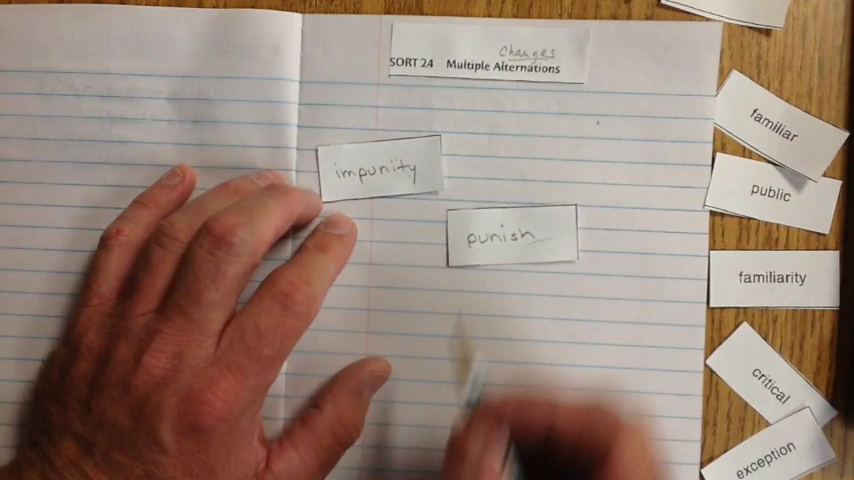 Changes
SORT 24 Multiple Alternations
impunity
punish
familiar
public
familiarity
critical
exception